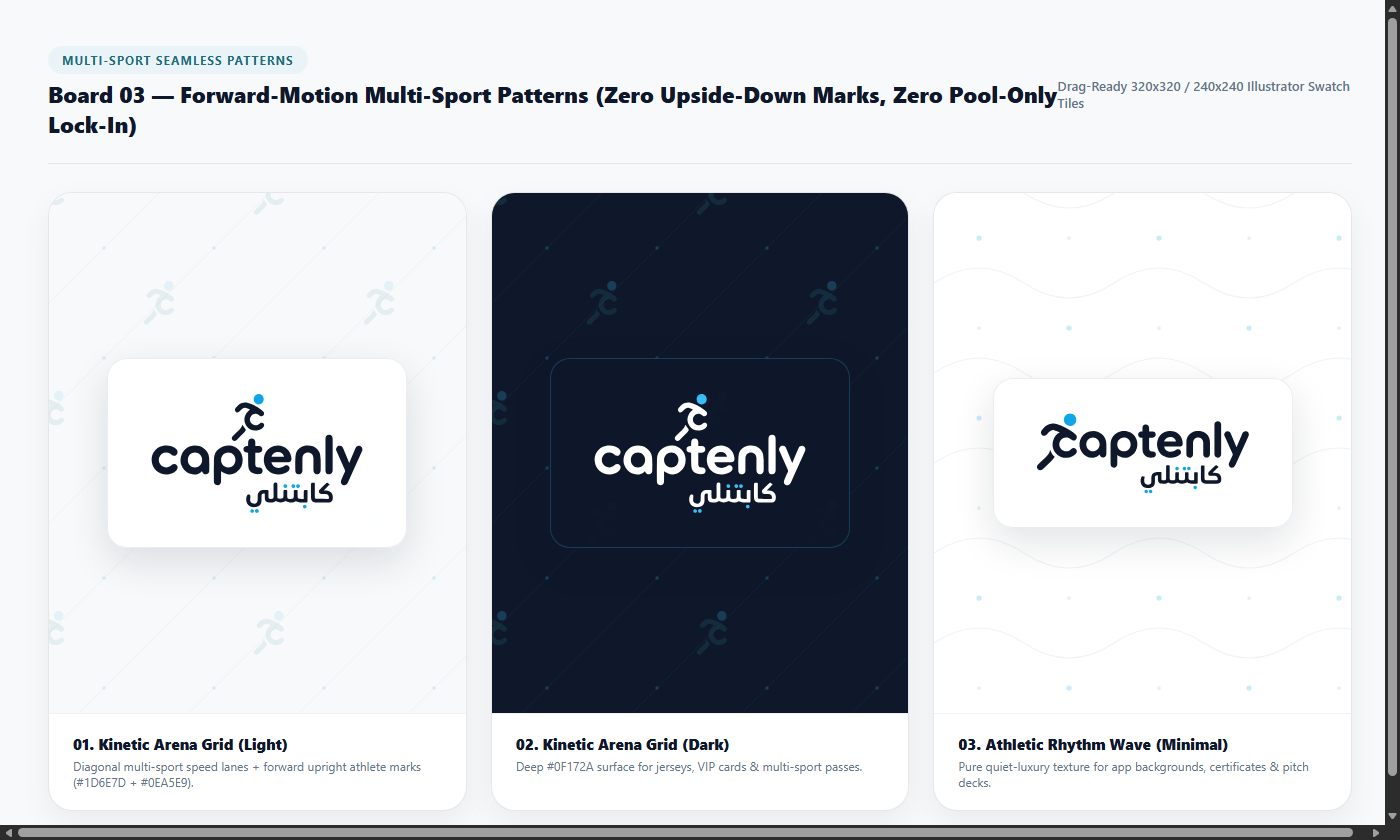 MULTI-SPORT SEAMLESS PATTERNS
Board 03 — Forward-Motion Multi-Sport Patterns (Zero Upside-Down Marks, Zero Pool-Only
Lock-In)
Drag-Ready 320x320 / 240x240 Illustrator Swatch
Tiles
captenly
كابتنلي
captenly
كابتنلي
captenly
كابتنلي
01. Kinetic Arena Grid (Light)
Diagonal multi-sport speed lanes + forward upright athlete marks
(#1D6E7D + #0EA5E9).
02. Kinetic Arena Grid (Dark)
Deep #0F172A surface for jerseys, VIP cards & multi-sport passes.
03. Athletic Rhythm Wave (Minimal)
Pure quiet-luxury texture for app backgrounds, certificates & pitch
decks.